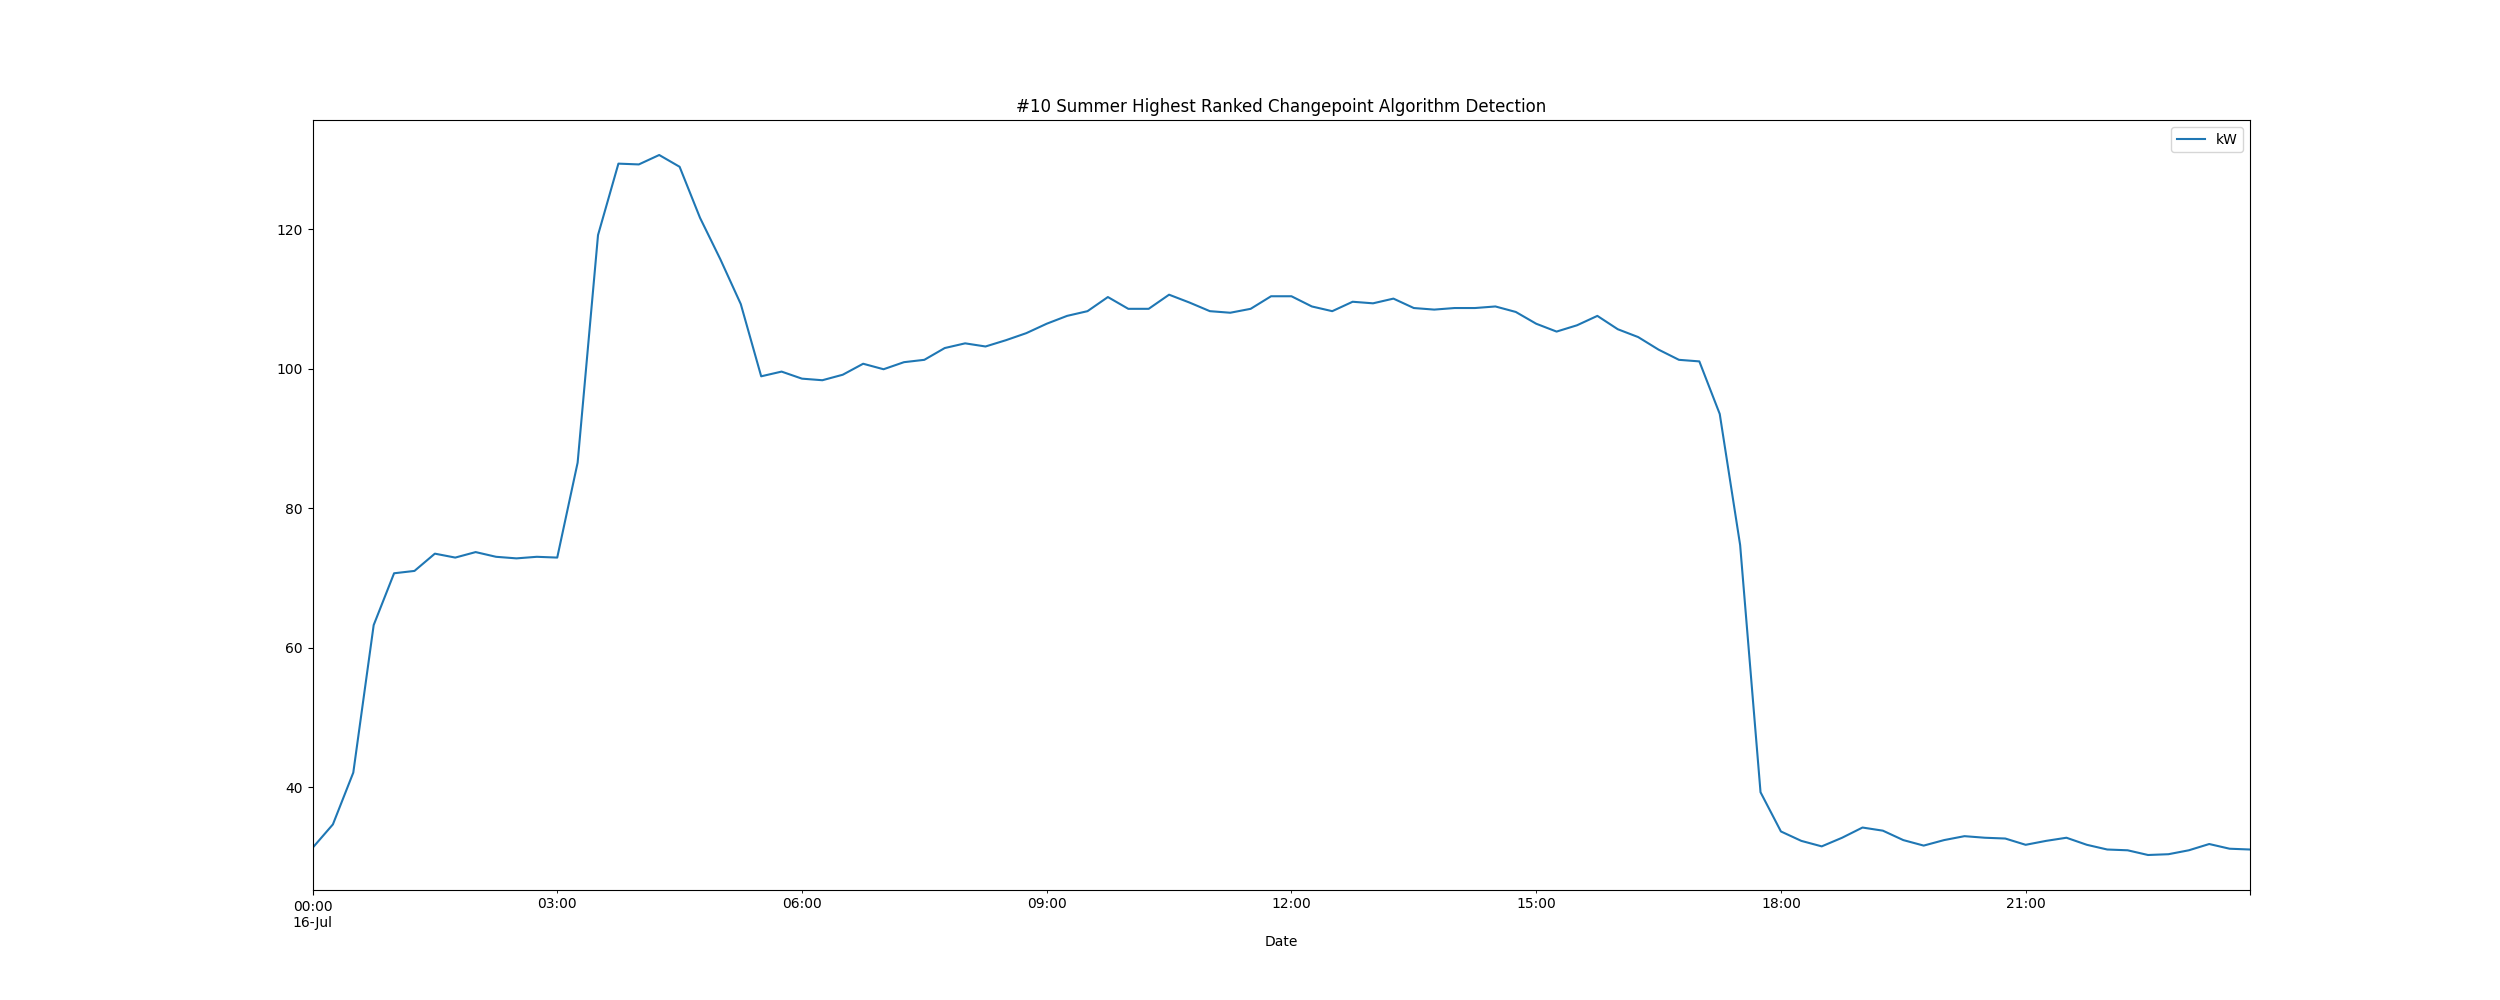 #10 Summer Highest Ranked Changepoint Algorithm Detection
kW
120
100
80
60
40
00:00 03:00 06:00 09:00 12:00 15:00 18:00 21:00
16-Jul
Date